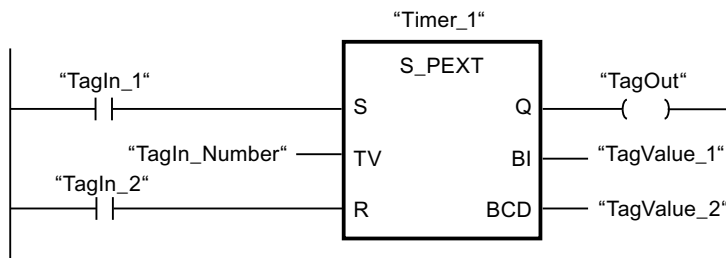 “Timer_1“
S_PEXT
“TagIn_1“
“TagOut“
S
Q
“TagIn_Number“
TV
BI
“TagValue_1“
“TagIn_2“
R
BCD
“TagValue_2“